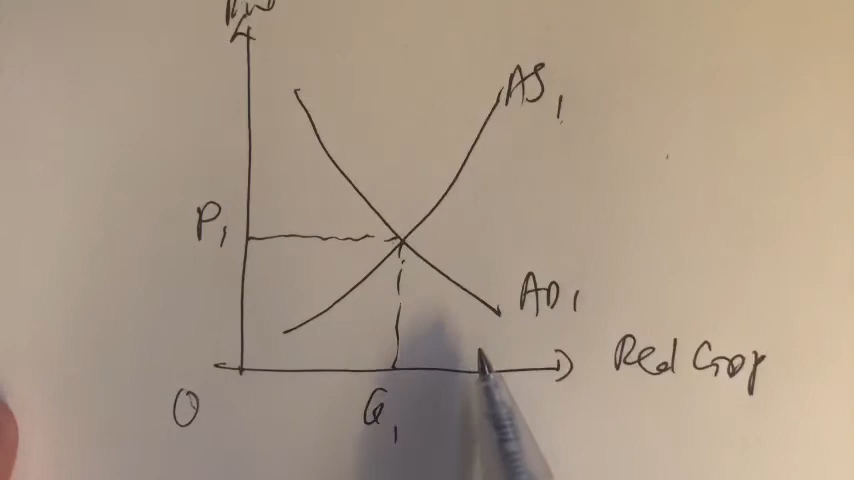 AS1
P1
AD1
Real GDP
O
Q1